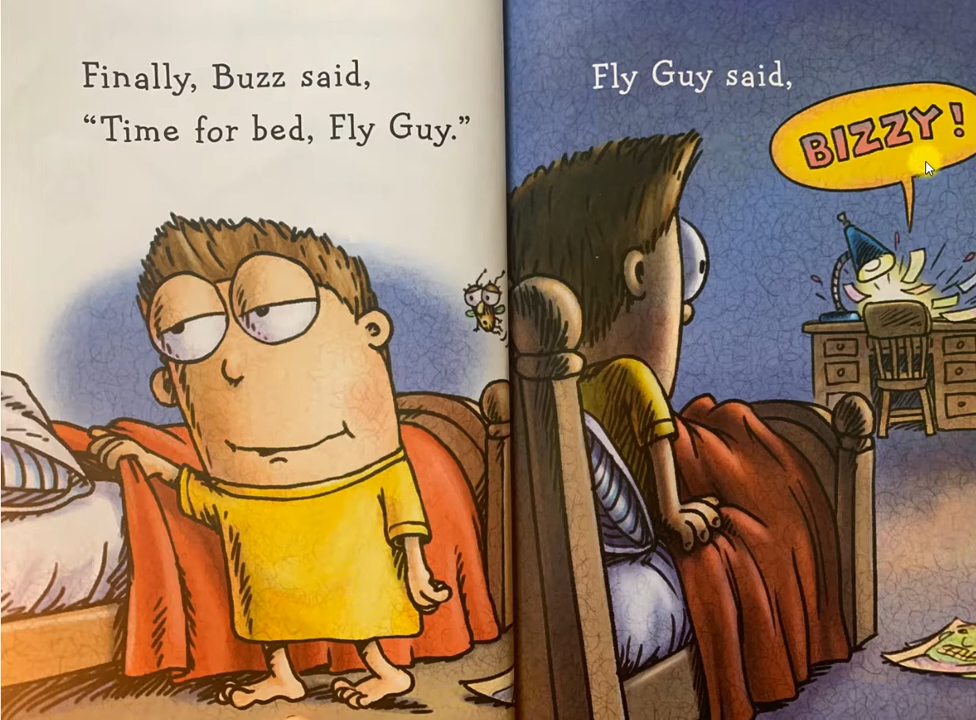 Finally, Buzz said,
“Time for bed, Fly Guy.”
Fly Guy said,
BIZZY!